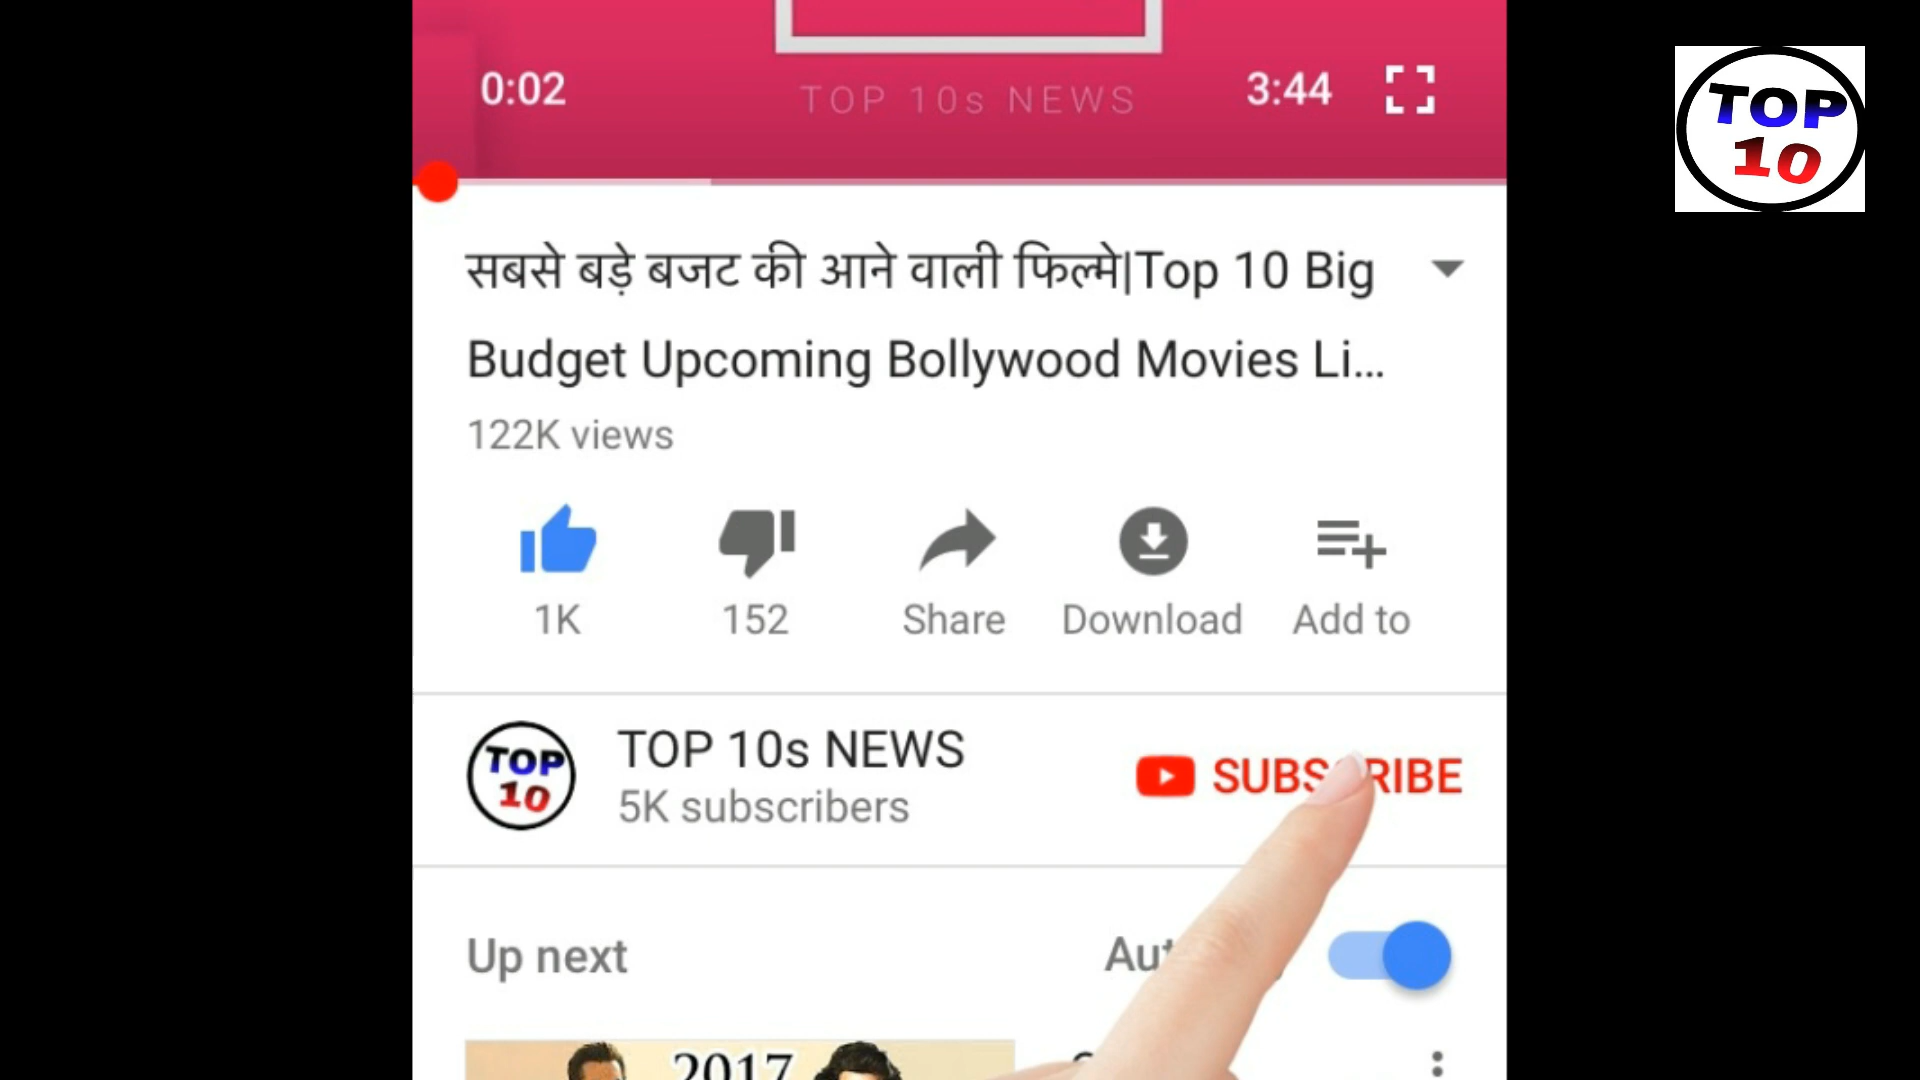 0:02
TOP 10s NEWS
3:44
TOP
10
सबसे बड़े बजट की आने वाली फिल्मे|Top 10 Big
Budget Upcoming Bollywood Movies Li...
122K views
1K
152
Share
Download
Add to
TOP
10
TOP 10s NEWS
5K subscribers
SUBSCRIBE
Up next
2017